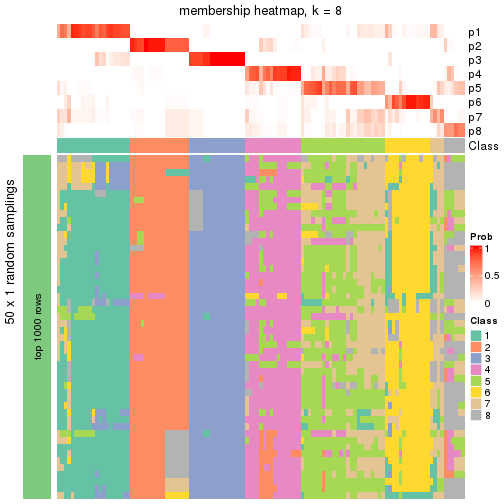 membership heatmap, k = 8
p1
p2
p3
p4
p5
p6
p7
p8
Class
50 x 1 random samplings
top 1000 rows
Prob
1
0.5
0
Class
1
2
3
4
5
6
7
8